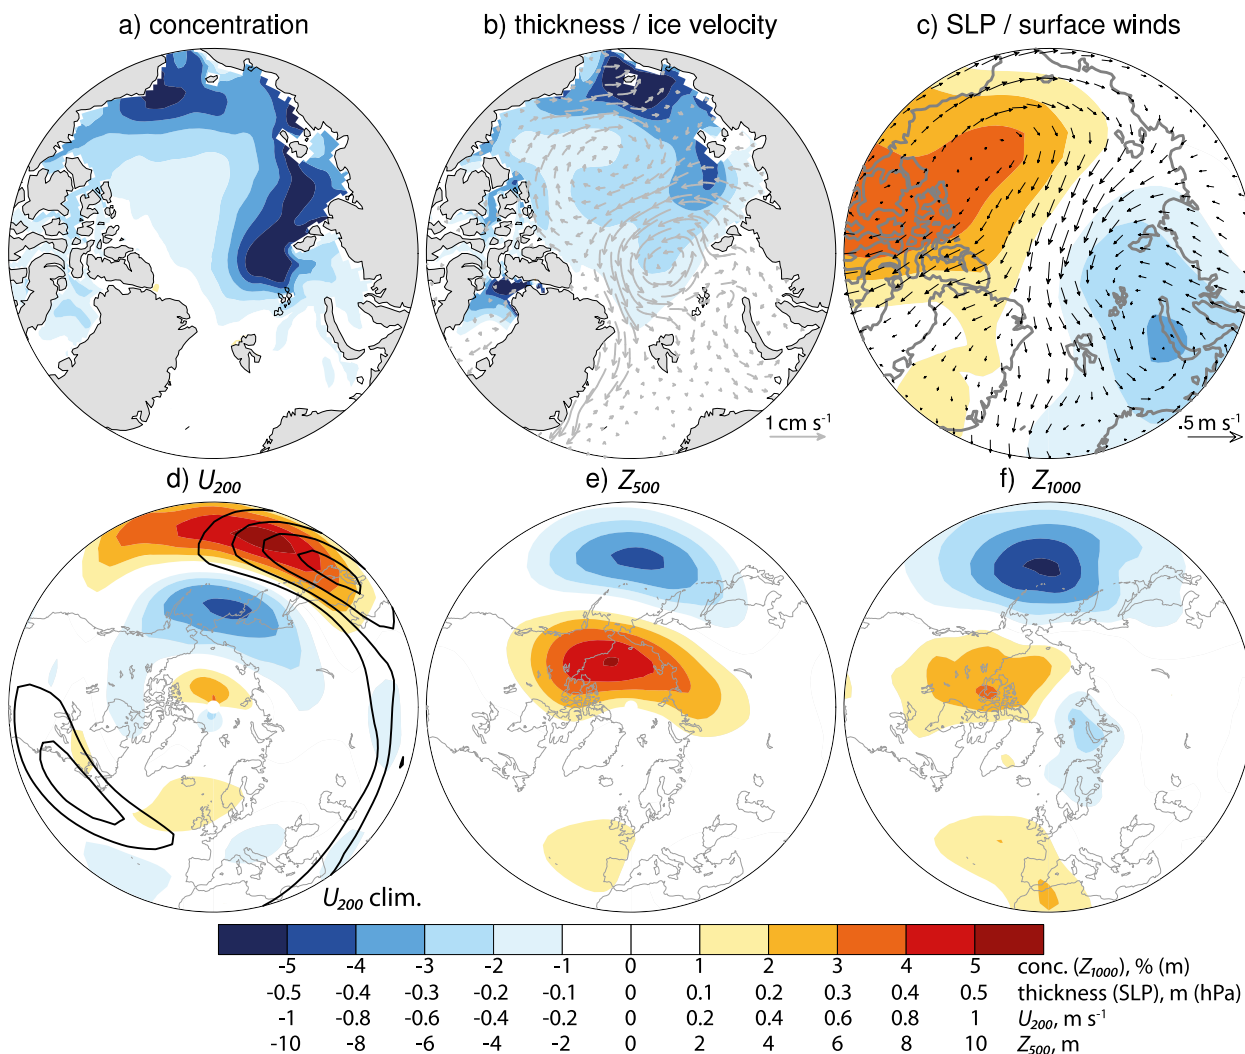 a) concentration
b) thickness / ice velocity
c) SLP / surface winds
1 cm s-1
.5 m s-1
d) U200
e) Z500
f) Z1000
U200 clim.
-5 -4 -3 -2 -1 0 1 2 3 4 5 conc. (Z1000), % (m)
-0.5 -0.4 -0.3 -0.2 -0.1 0 0.1 0.2 0.3 0.4 0.5 thickness (SLP), m (hPa)
-1 -0.8 -0.6 -0.4 -0.2 0 0.2 0.4 0.6 0.8 1 U200, m s-1
-10 -8 -6 -4 -2 0 2 4 6 8 10 Z500, m